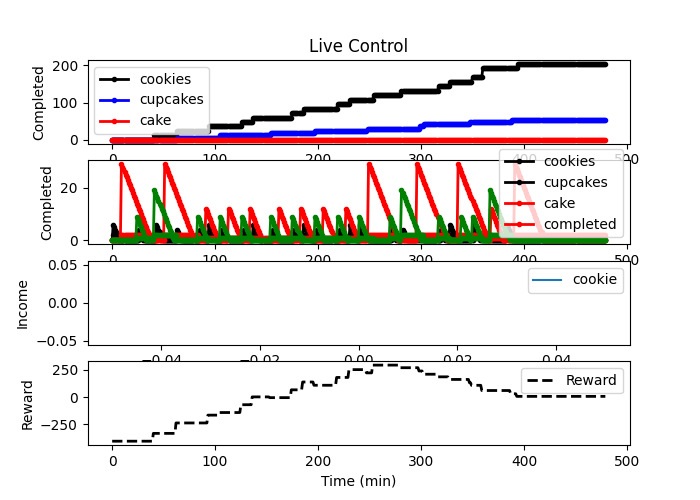 Live Control
Completed
200
100
0
cookies
cupcakes
cake
0 100 200 300 400 500
Completed
20
0
cookies
cupcakes
cake
completed
0 100 200 300 400 500
Income
0.05
0.00
−0.05
cookie
−0.04 −0.02 0.00 0.02 0.04
Reward
250
0
−250
Reward
0 100 200 300 400 500
Time (min)